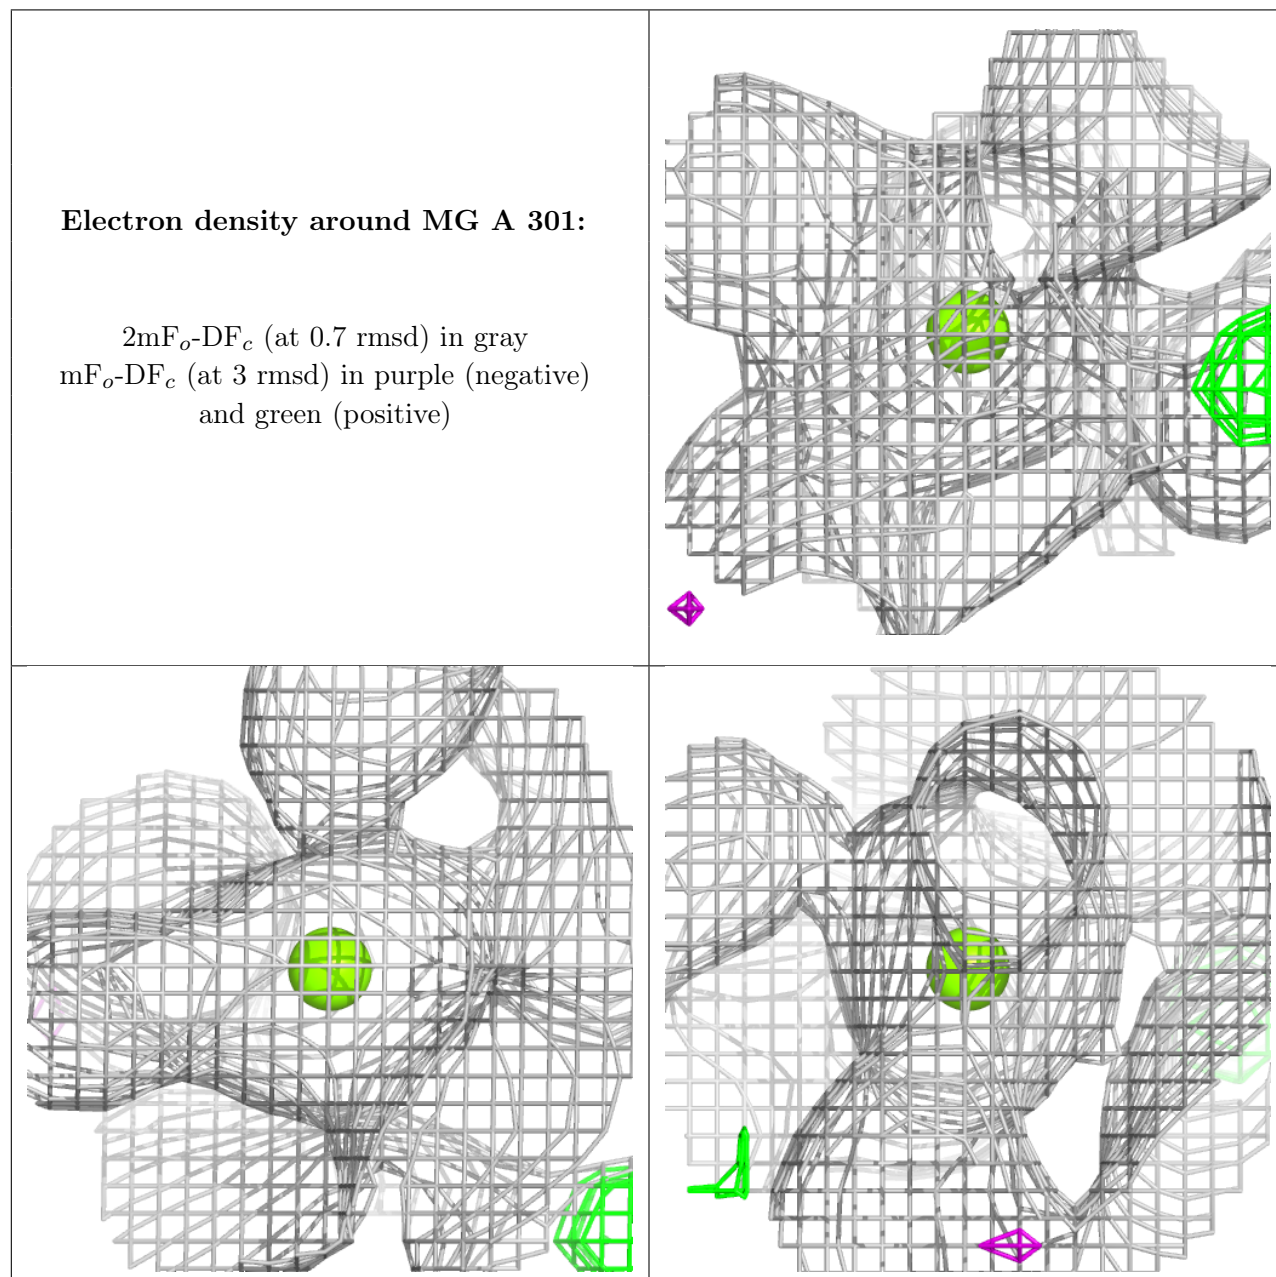 Electron density around MG A 301:
2mFo-DFc (at 0.7 rmsd) in gray
mFo-DFc (at 3 rmsd) in purple (negative)
and green (positive)